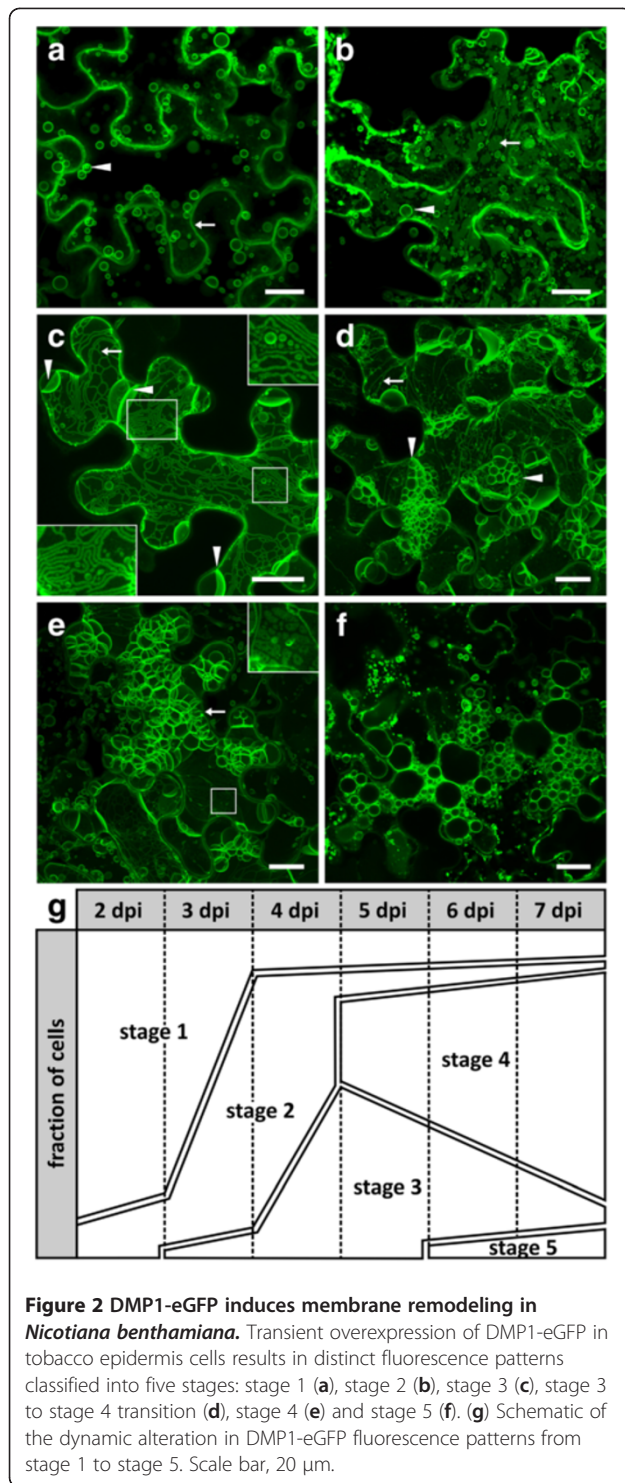 a
b
c
d
e
f
g
2 dpi 3 dpi 4 dpi 5 dpi 6 dpi 7 dpi
fraction of cells
stage 1
stage 2
stage 3
stage 4
stage 5
Figure 2 DMP1-eGFP induces membrane remodeling in
Nicotiana benthamiana. Transient overexpression of DMP1-eGFP in
tobacco epidermis cells results in distinct fluorescence patterns
classified into five stages: stage 1 (a), stage 2 (b), stage 3 (c), stage 3
to stage 4 transition (d), stage 4 (e) and stage 5 (f). (g) Schematic of
the dynamic alteration in DMP1-eGFP fluorescence patterns from
stage 1 to stage 5. Scale bar, 20 μm.